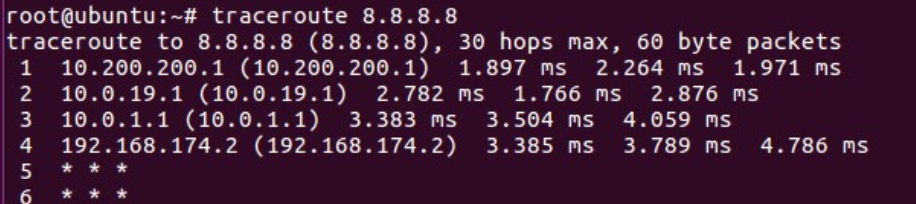 root@ubuntu:~# traceroute 8.8.8.8
traceroute to 8.8.8.8 (8.8.8.8), 30 hops max, 60 byte packets
 1  10.200.200.1 (10.200.200.1)  1.897 ms  2.264 ms  1.971 ms
 2  10.0.19.1 (10.0.19.1)  2.782 ms  1.766 ms  2.876 ms
 3  10.0.1.1 (10.0.1.1)  3.383 ms  3.504 ms  4.059 ms
 4  192.168.174.2 (192.168.174.2)  3.385 ms  3.789 ms  4.786 ms
 5  * * *
 6  * * *